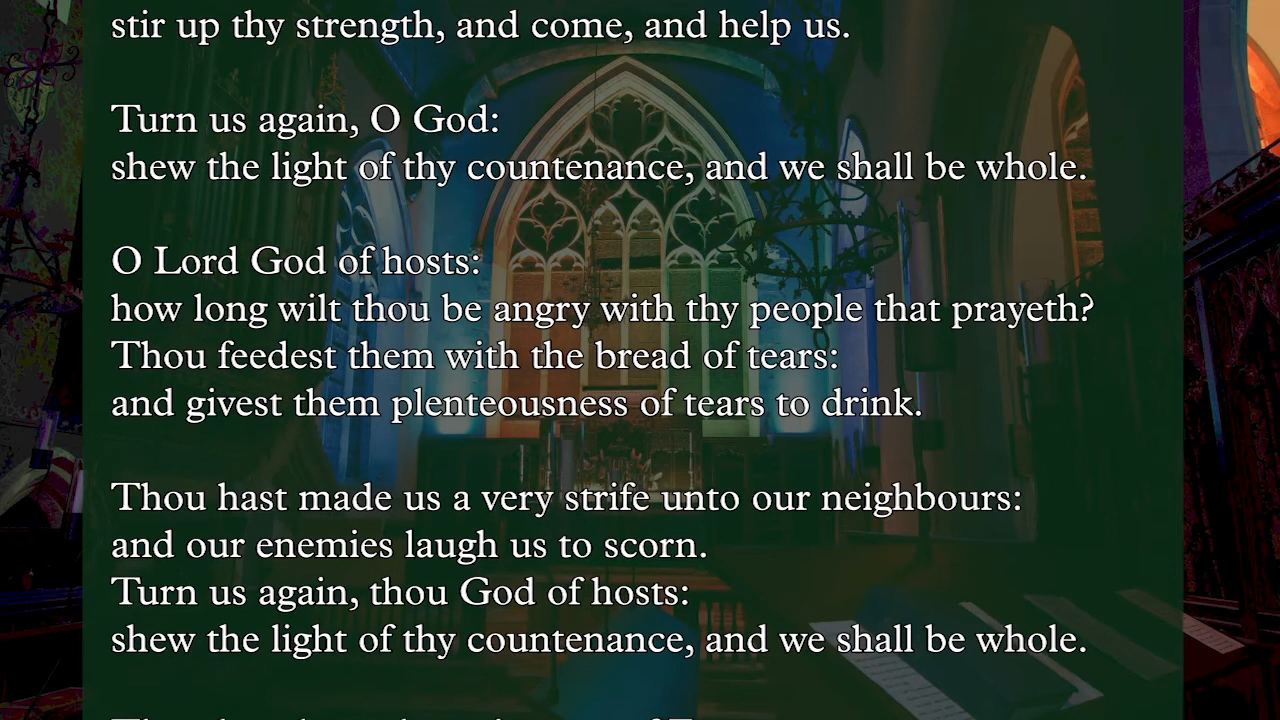 stir up thy strength, and come, and help us.
Turn us again, O God:
shew the light of thy countenance, and we shall be whole.
O Lord God of hosts:
how long wilt thou be angry with thy people that prayeth?
Thou feedest them with the bread of tears:
and givest them plenteousness of tears to drink.
Thou hast made us a very strife unto our neighbours:
and our enemies laugh us to scorn.
Turn us again, thou God of hosts:
shew the light of thy countenance, and we shall be whole.